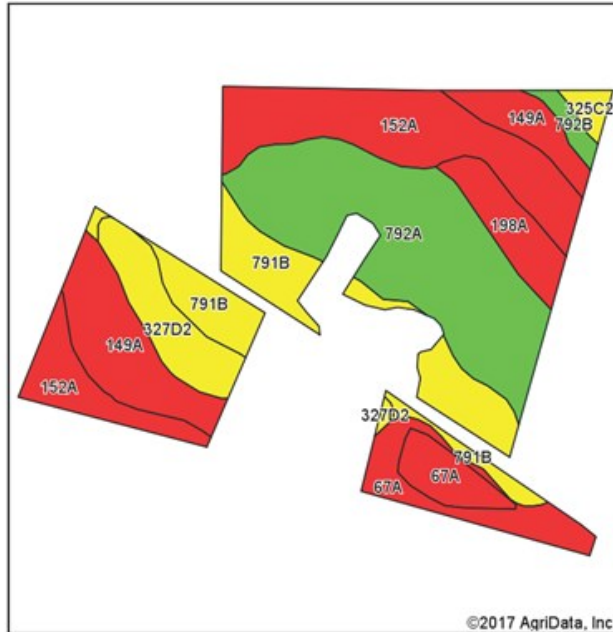 325C2
149A
792B
152A
198A
792A
791B
791B
327D2
149A
152A
327D2
791B
67A
67A
©2017 AgriData, Inc